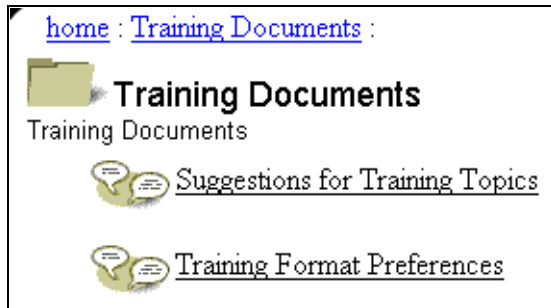 home : Training Documents :
Training Documents
Training Documents
Suggestions for Training Topics
Training Format Preferences